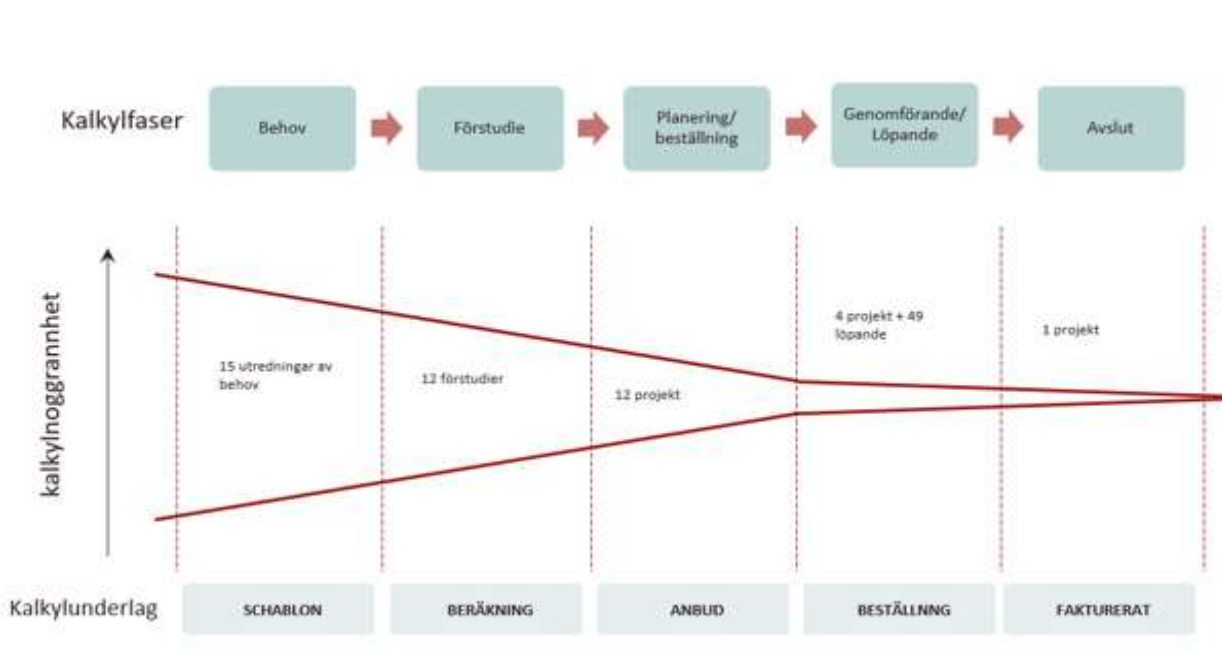 Kalkylfaser
Behov
Förstudie
Planering/
beställning
Genomförande/
Löpande
Avslut
kalkylnoggrannhet
15 utredningar av
behov
12 förstudier
12 projekt
4 projekt + 49
löpande
1 projekt
Kalkylunderlag
SCHABLON
BERÄKNING
ANBUD
BESTÄLLNNG
FAKTURERAT